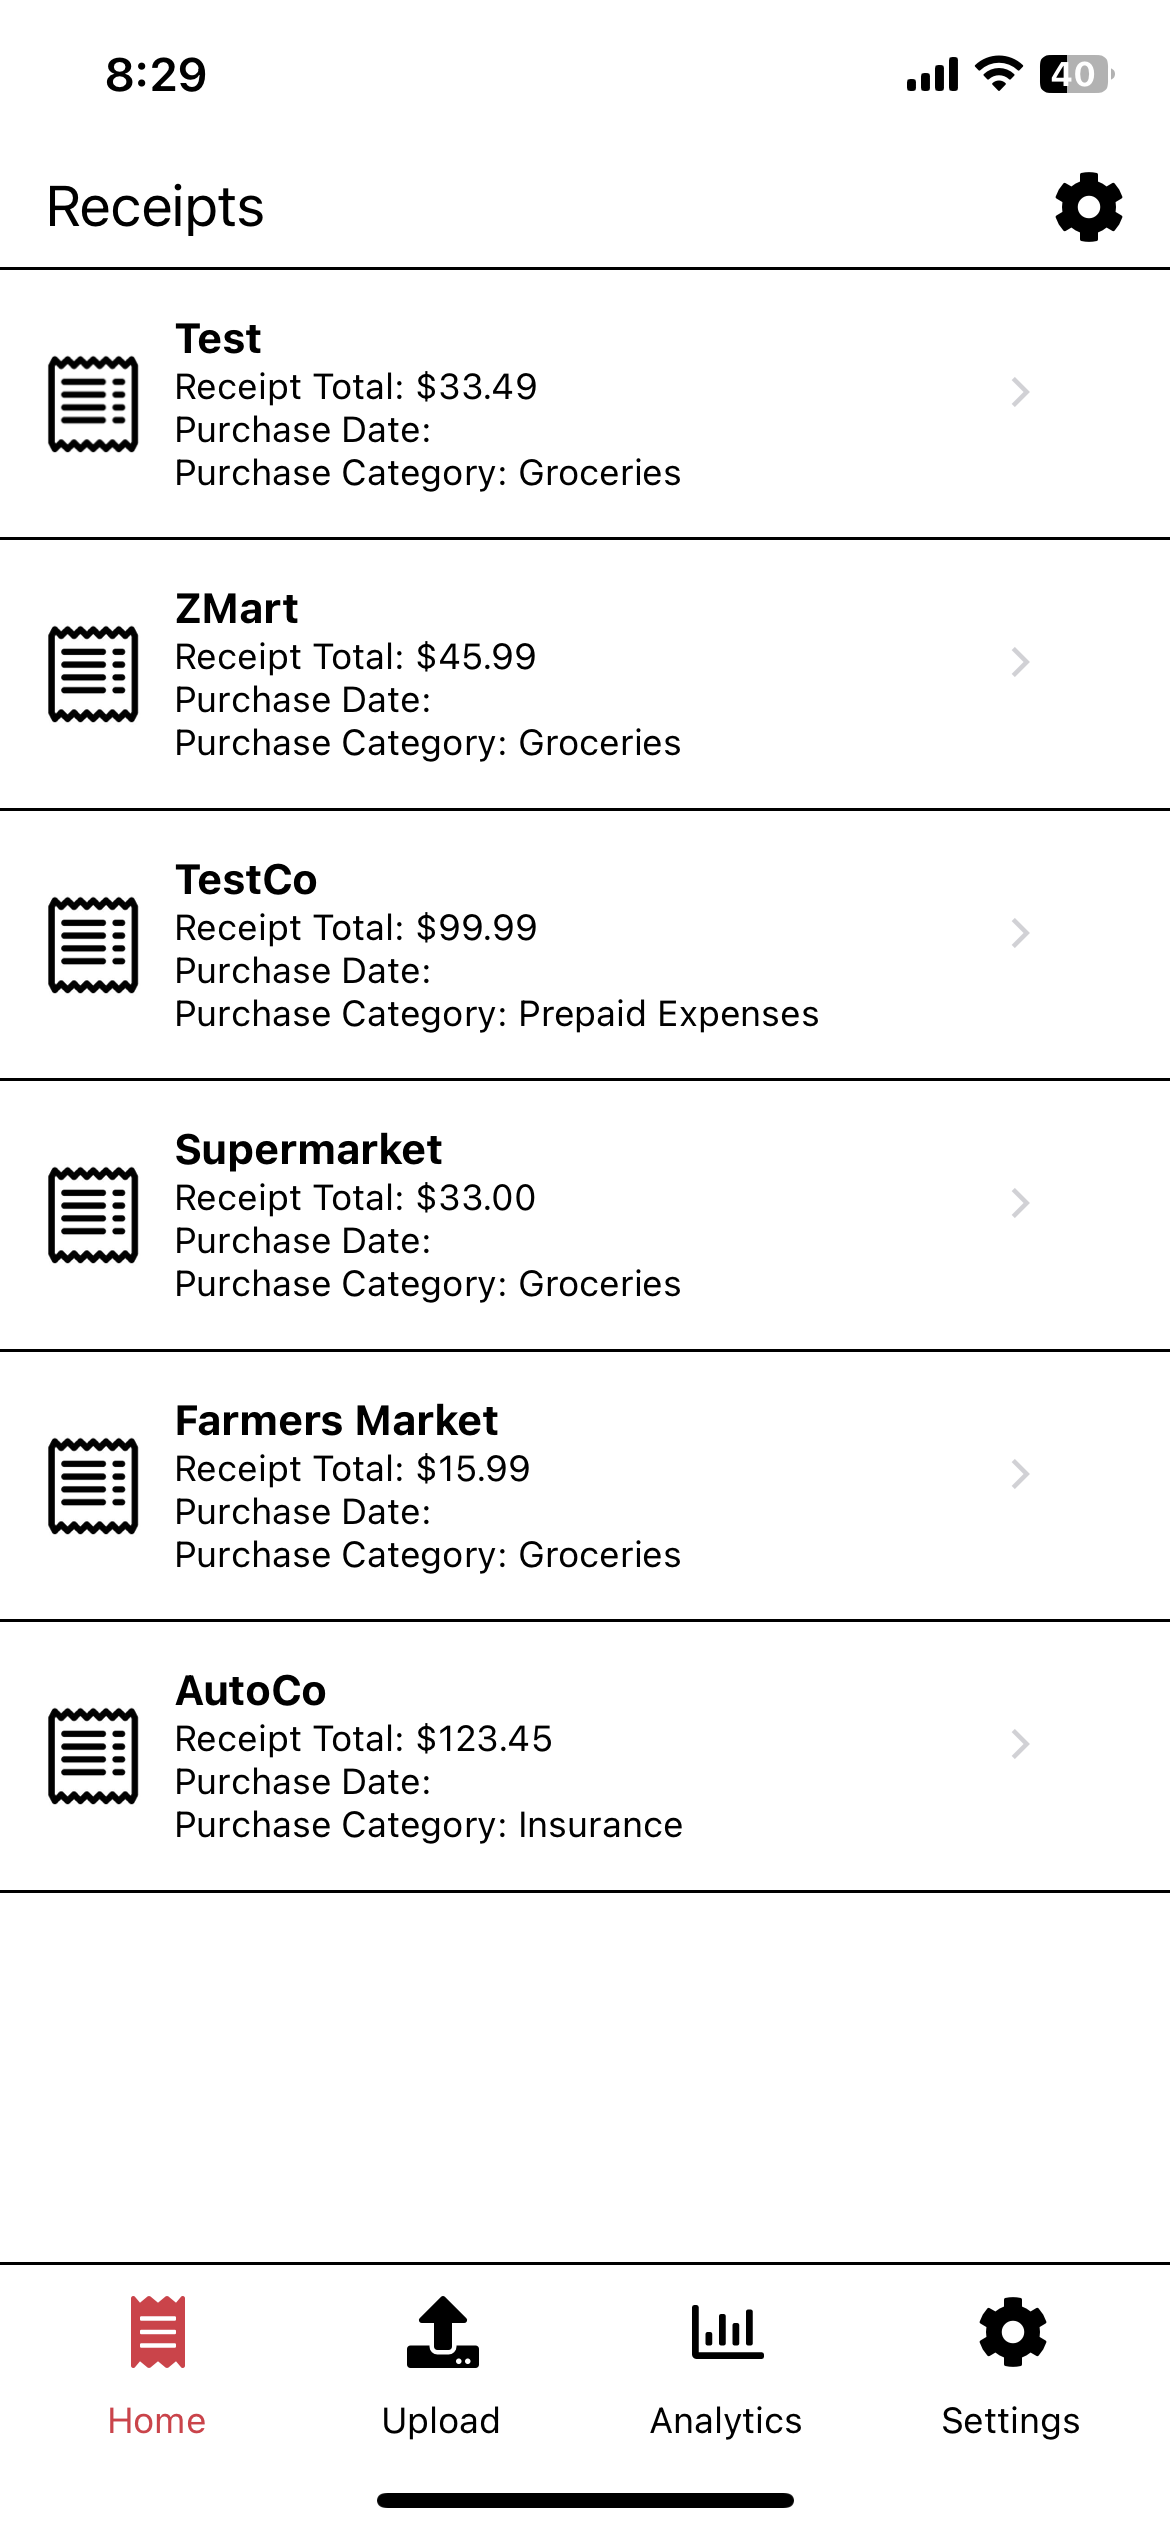 8:29
40
Receipts
Test
Receipt Total: $33.49
Purchase Date:
Purchase Category: Groceries
ZMart
Receipt Total: $45.99
Purchase Date:
Purchase Category: Groceries
TestCo
Receipt Total: $99.99
Purchase Date:
Purchase Category: Prepaid Expenses
Supermarket
Receipt Total: $33.00
Purchase Date:
Purchase Category: Groceries
Farmers Market
Receipt Total: $15.99
Purchase Date:
Purchase Category: Groceries
AutoCo
Receipt Total: $123.45
Purchase Date:
Purchase Category: Insurance
Home
Upload
Analytics
Settings